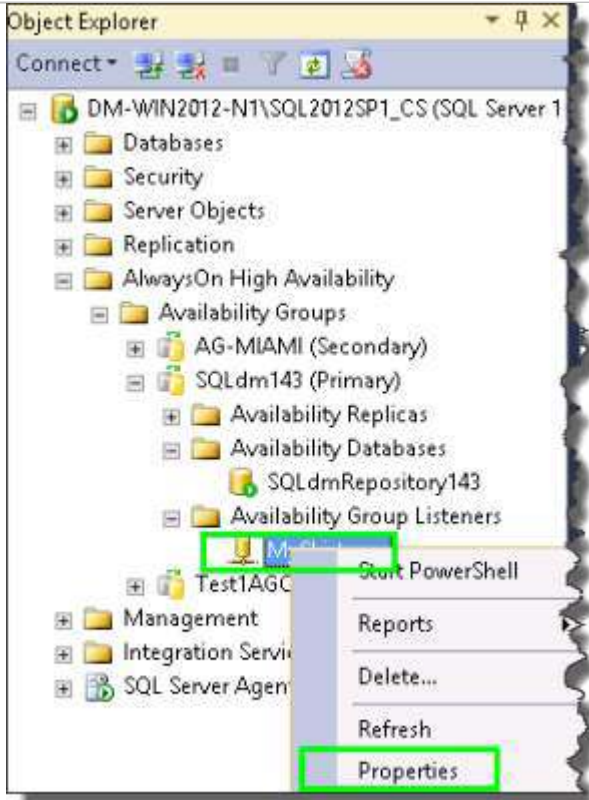 Object Explorer
Connect
DM-WIN2012-N1\SQL2012SP1_CS (SQL Server 1
Databases
Security
Server Objects
Replication
AlwaysOn High Availability
Availability Groups
AG-MIAMI (Secondary)
SQLdm143 (Primary)
Availability Replicas
Availability Databases
SQLdmRepository143
Availability Group Listeners
Start PowerShell
Test1AGC
Management
Reports
Integration Servi
Delete...
SQL Server Agen
Refresh
Properties